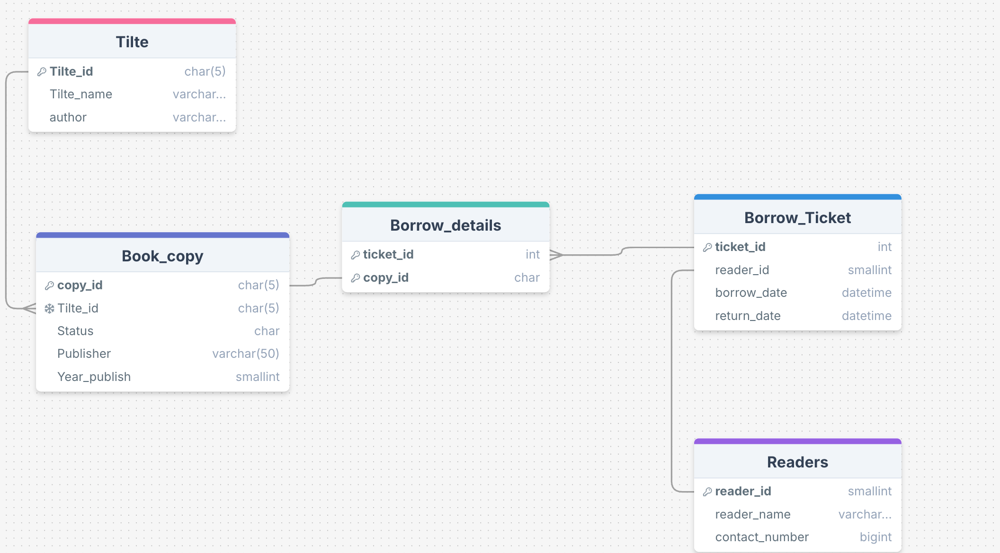 Tilte
Tilte_id char(5)
Tilte_name varchar...
author varchar...
Book_copy
copy_id char(5)
Tilte_id char(5)
Status char
Publisher varchar(50)
Year_publish smallint
Borrow_details
ticket_id int
copy_id char
Borrow_Ticket
ticket_id int
reader_id smallint
borrow_date datetime
return_date datetime
Readers
reader_id smallint
reader_name varchar...
contact_number bigint